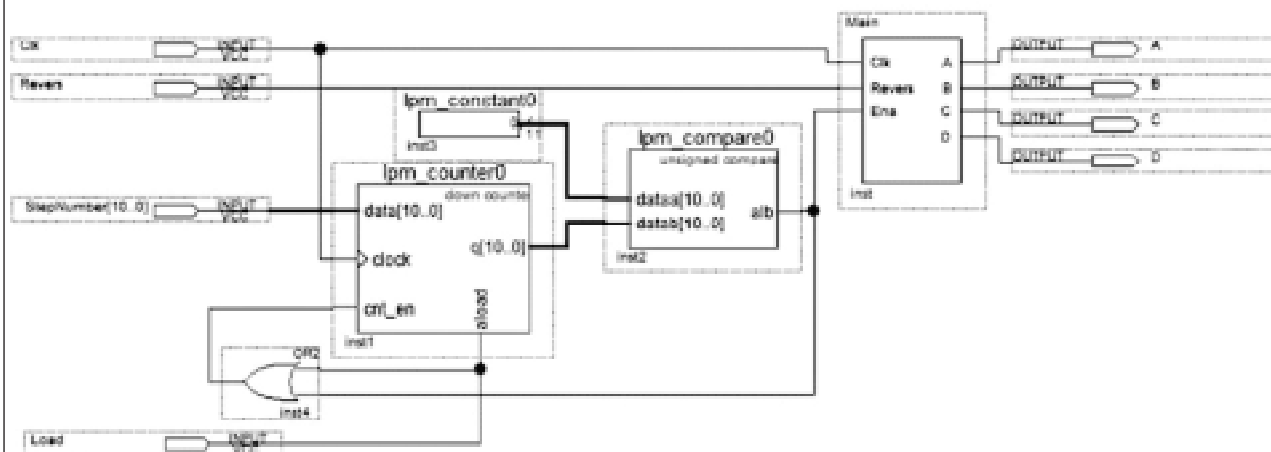 Main
Clk
INPUT
VCC
OUTPUT
A
Clk
A
Revers
INPUT
VCC
Revers
B
OUTPUT
B
lpm_constant0
Ena
C
OUTPUT
C
inst3
lpm_compare0
D
OUTPUT
D
unsigned compare
lpm_counter0
down counter
inst
StepNumber[10..0]
INPUT
VCC
data[10..0]
dataa[10..0]
datab[10..0]
alb
q[10..0]
inst2
clock
cnt_en
aload
inst1
OR2
inst4
Load
INPUT
VCC